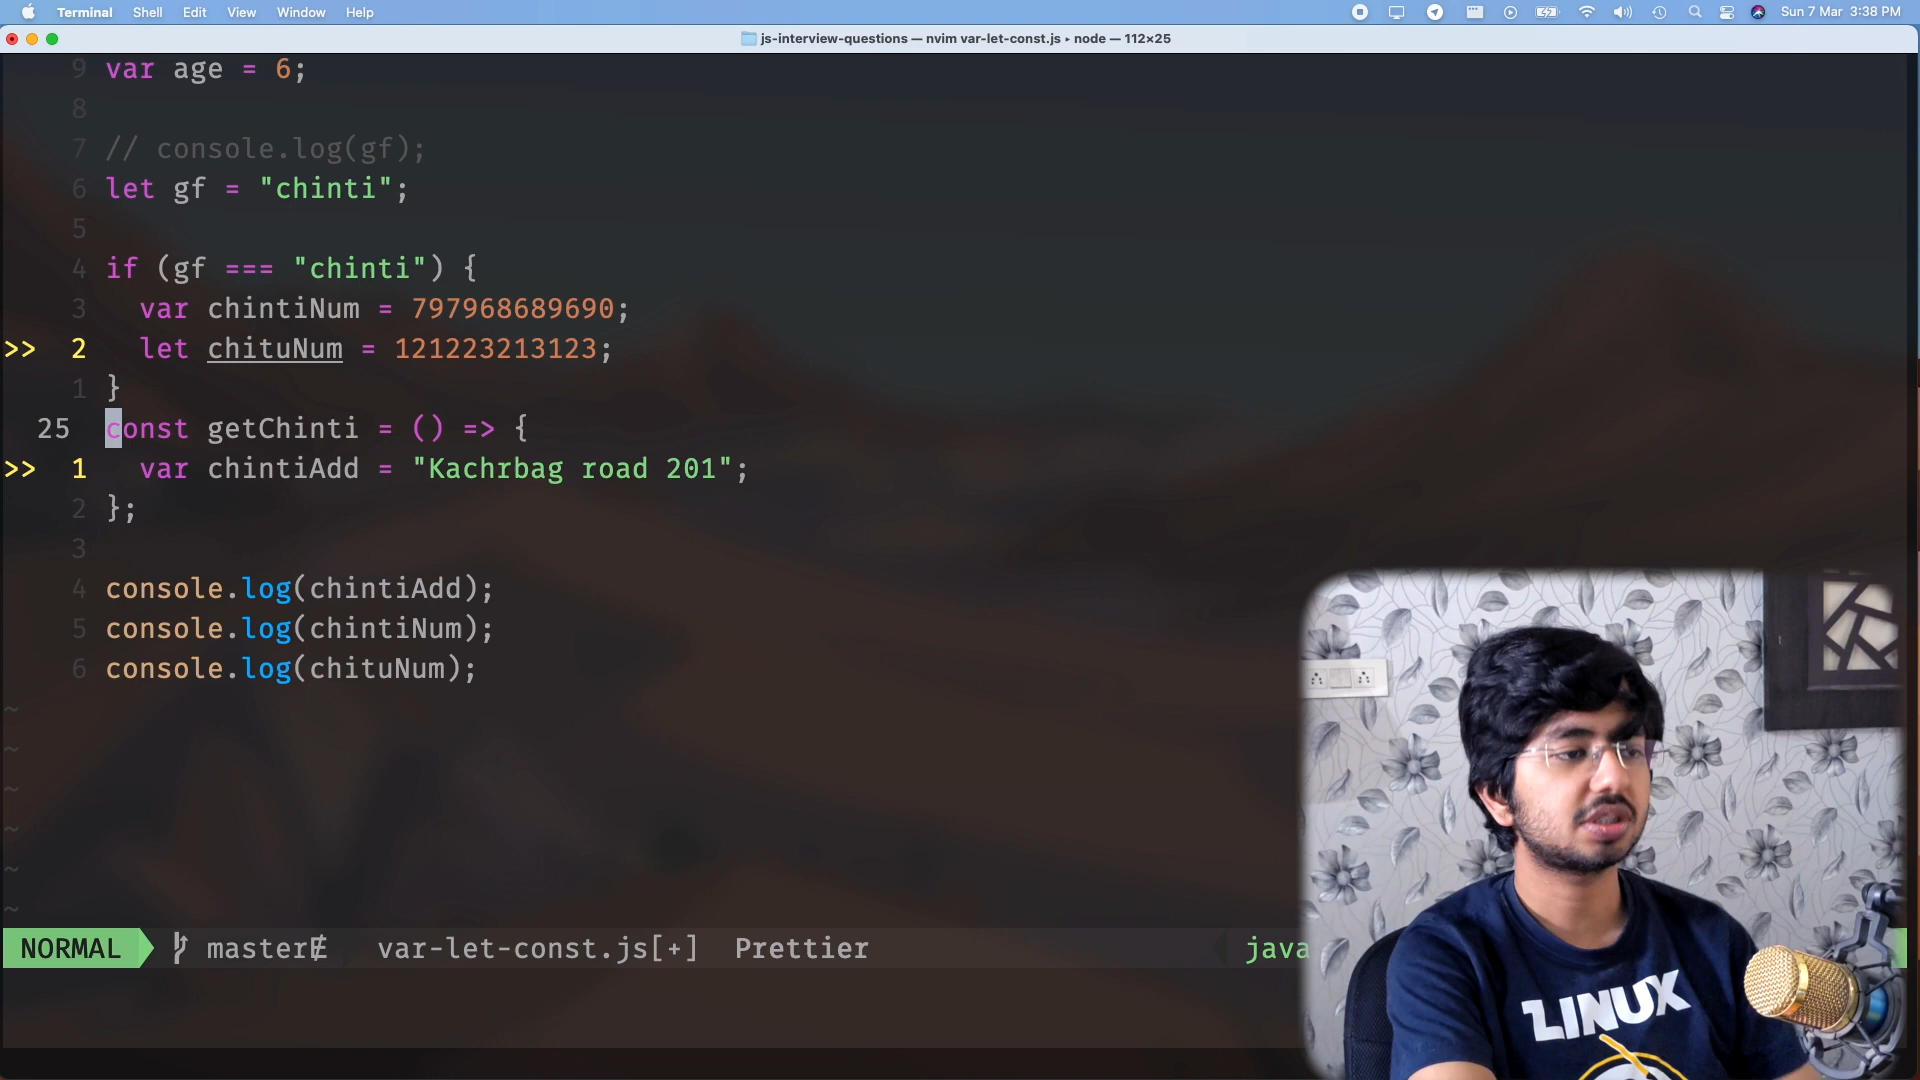 Terminal Shell Edit View Window Help Sun 7 Mar 3:38 PM
js-interview-questions — nvim var-let-const.js ▸ node — 112×25
9 var age = 6;
8
7 // console.log(gf);
6 let gf = "chinti";
5
4 if (gf === "chinti") {
3 var chintiNum = 797968689690;
>> 2 let chituNum = 121223213123;
1 }
25 const getChinti = () => {
>> 1 var chintiAdd = "Kachrbag road 201";
2 };
3
4 console.log(chintiAdd);
5 console.log(chintiNum);
6 console.log(chituNum);
~
~
~
~
~
~
NORMAL master var-let-const.js[+] Prettier java
LINUX